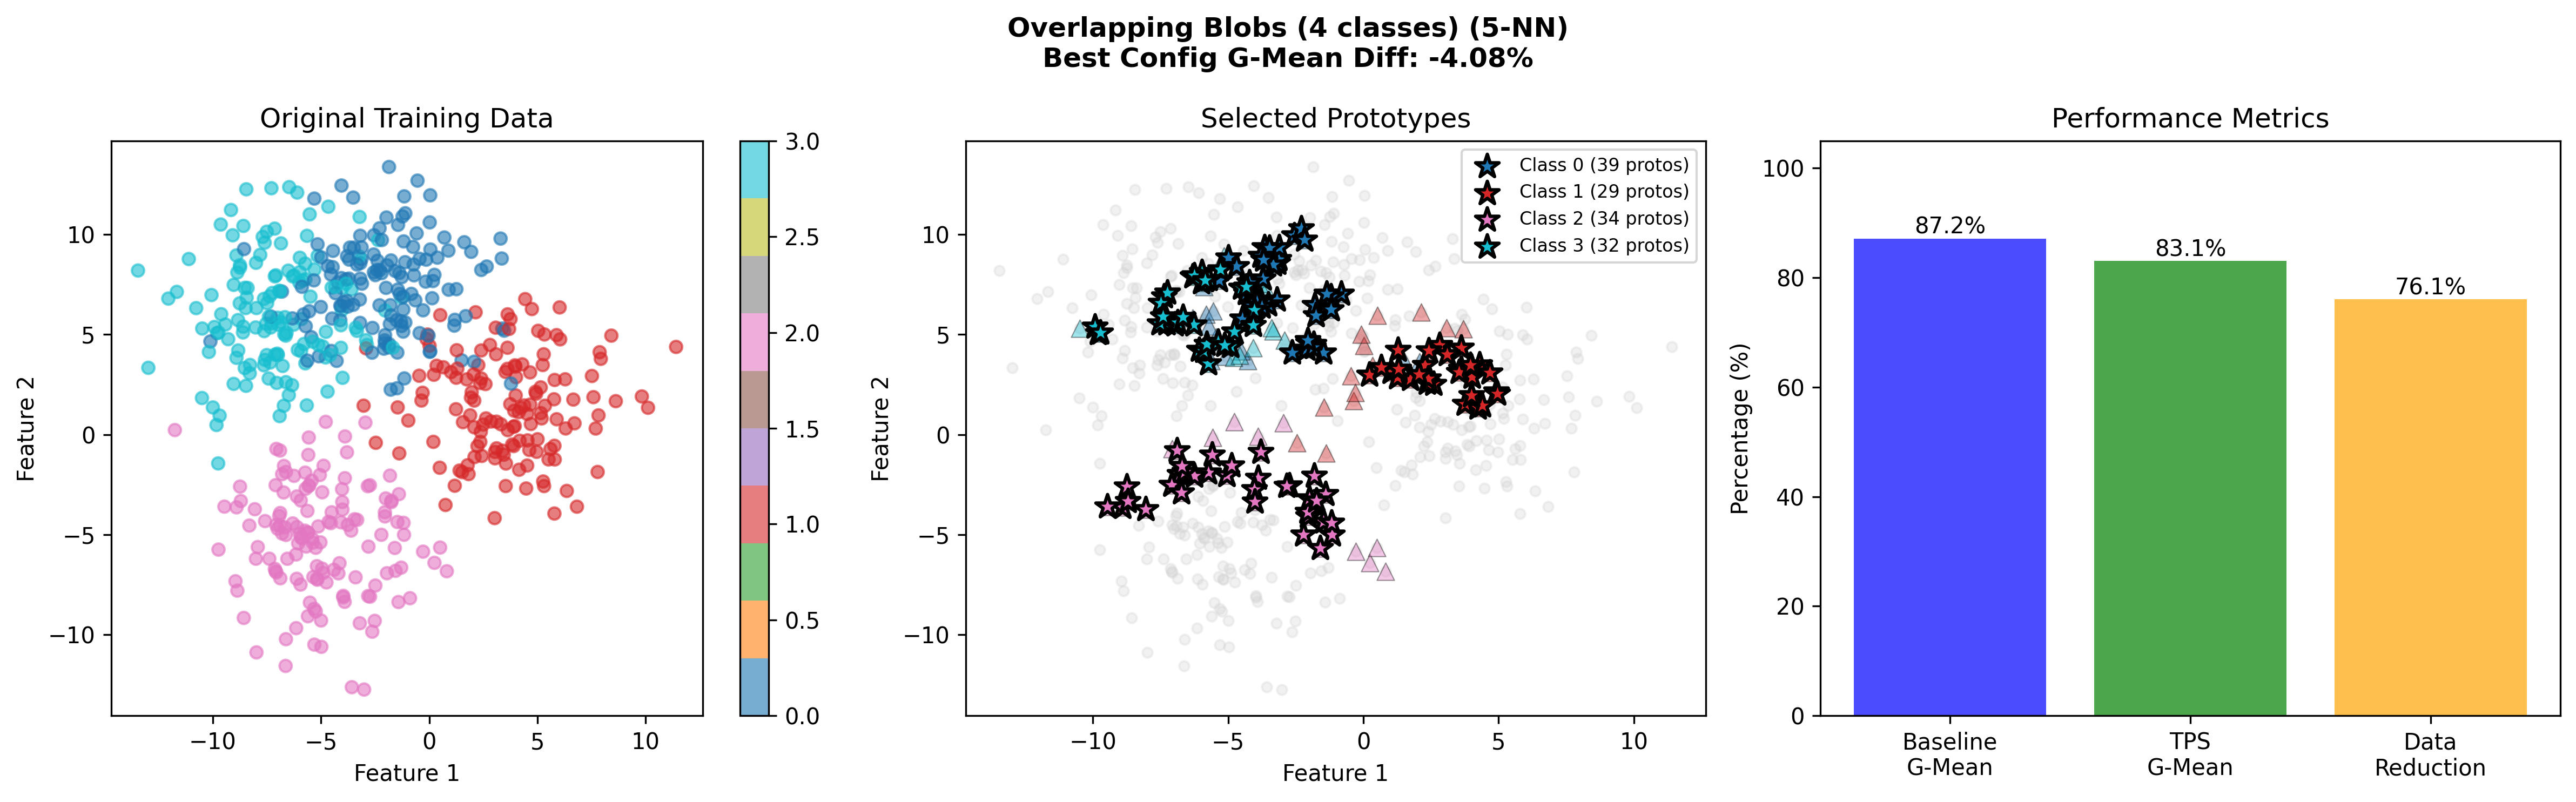 Overlapping Blobs (4 classes) (5-NN)
Best Config G-Mean Diff: -4.08%
Original Training Data
10
5
0
−5
−10
Feature 2
−10
−5
0
5
10
Feature 1
3.0
2.5
2.0
1.5
1.0
0.5
0.0
Selected Prototypes
Class 0 (39 protos)
Class 1 (29 protos)
Class 2 (34 protos)
Class 3 (32 protos)
10
5
0
−5
−10
Feature 2
−10
−5
0
5
10
Feature 1
Performance Metrics
100
80
60
40
20
0
Percentage (%)
87.2%
83.1%
76.1%
Baseline
G-Mean
TPS
G-Mean
Data
Reduction